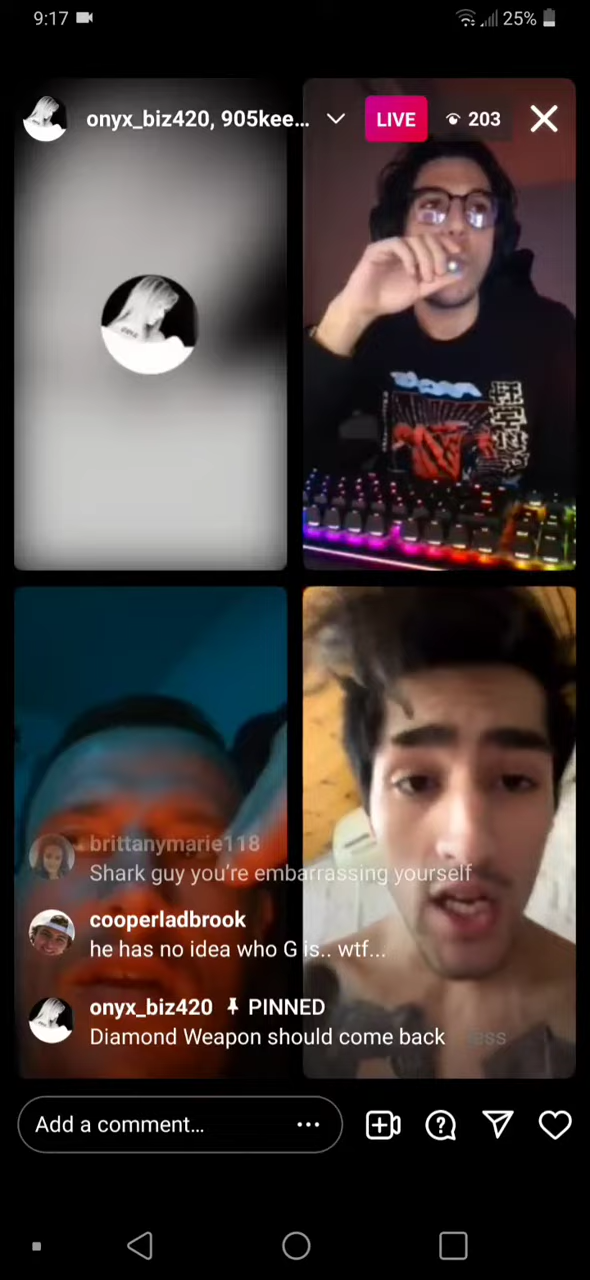 9:17
25%
onyx_biz420, 905kee...
LIVE
203
brittanymarie118
Shark guy you're embarrassing yourself
cooperladbrook
he has no idea who G is.. wtf...
onyx_biz420 PINNED
Diamond Weapon should come back less
Add a comment...